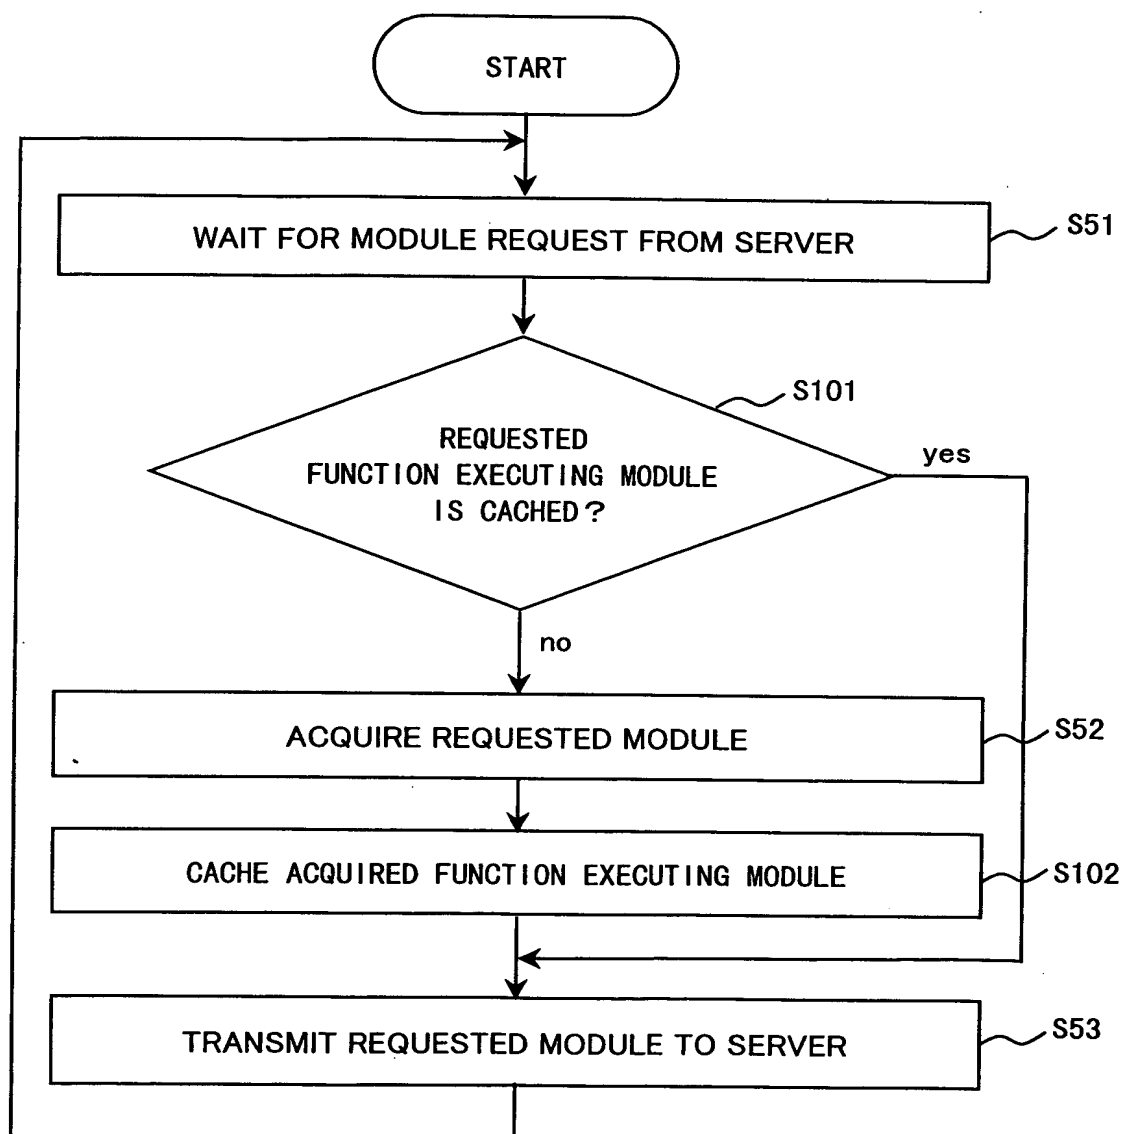 START
WAIT FOR MODULE REQUEST FROM SERVER
S51
S101
REQUESTED
FUNCTION EXECUTING MODULE
IS CACHED?
yes
no
ACQUIRE REQUESTED MODULE
S52
CACHE ACQUIRED FUNCTION EXECUTING MODULE
S102
TRANSMIT REQUESTED MODULE TO SERVER
S53